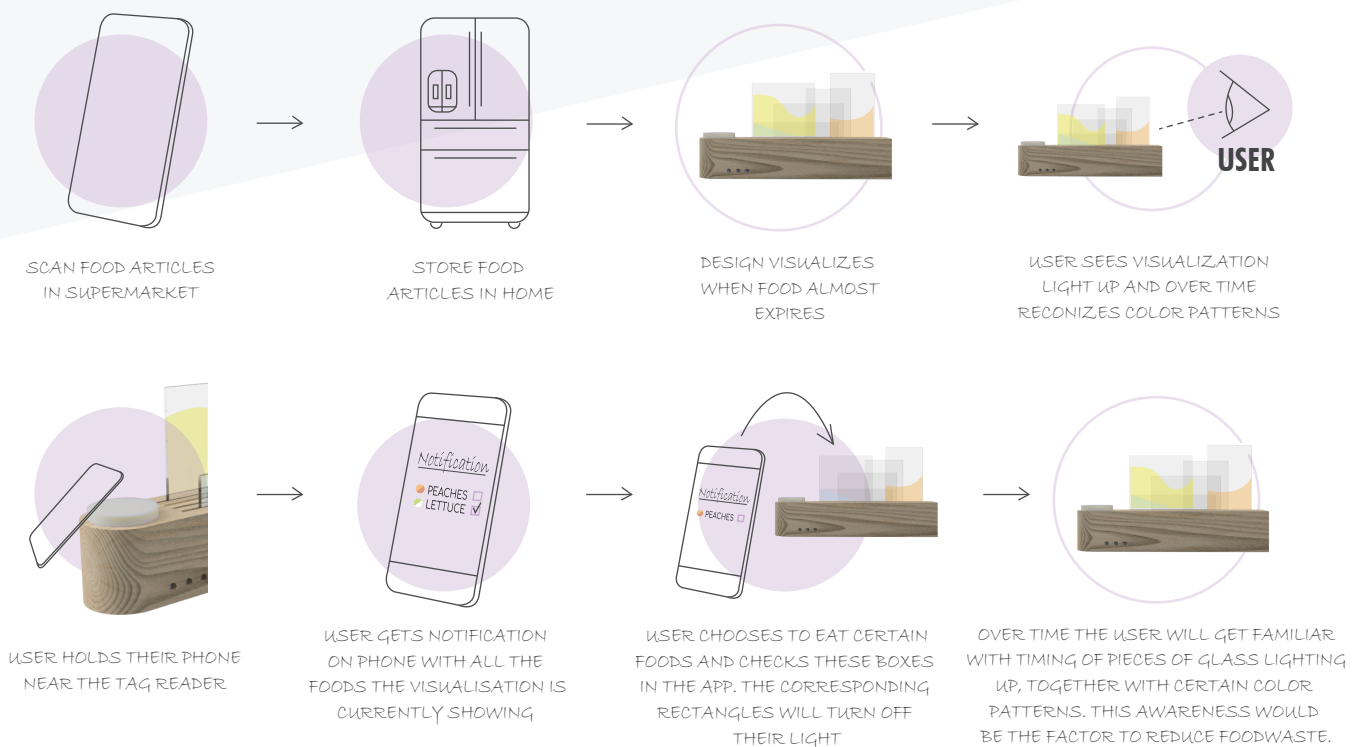 USER
SCAN FOOD ARTICLES
IN SUPERMARKET
STORE FOOD
ARTICLES IN HOME
DESIGN VISUALIZES
WHEN FOOD ALMOST
EXPIRES
USER SEES VISUALIZATION
LIGHT UP AND OVER TIME
RECONIZES COLOR PATTERNS
USER HOLDS THEIR PHONE
NEAR THE TAG READER
Notification
PEACHES
LETTUCE
USER GETS NOTIFICATION
ON PHONE WITH ALL THE
FOODS THE VISUALISATION IS
CURRENTLY SHOWING
Notification
PEACHES
USER CHOOSES TO EAT CERTAIN
FOODS AND CHECKS THESE BOXES
IN THE APP. THE CORRESPONDING
RECTANGLES WILL TURN OFF
THEIR LIGHT
OVER TIME THE USER WILL GET FAMILIAR
WITH TIMING OF PIECES OF GLASS LIGHTING
UP, TOGETHER WITH CERTAIN COLOR
PATTERNS. THIS AWARENESS WOULD
BE THE FACTOR TO REDUCE FOODWASTE.